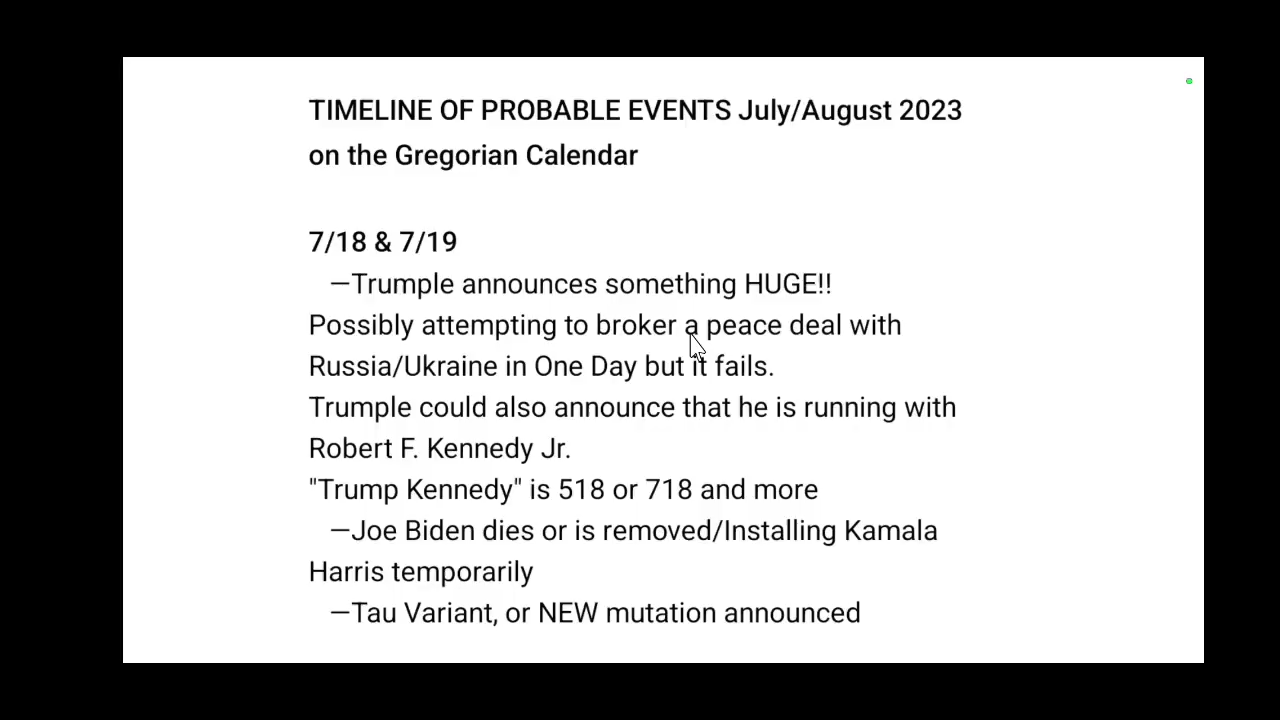 TIMELINE OF PROBABLE EVENTS July/August 2023
on the Gregorian Calendar
7/18 & 7/19
—Trumple announces something HUGE!!
Possibly attempting to broker a peace deal with
Russia/Ukraine in One Day but it fails.
Trumple could also announce that he is running with
Robert F. Kennedy Jr.
"Trump Kennedy" is 518 or 718 and more
—Joe Biden dies or is removed/Installing Kamala
Harris temporarily
—Tau Variant, or NEW mutation announced